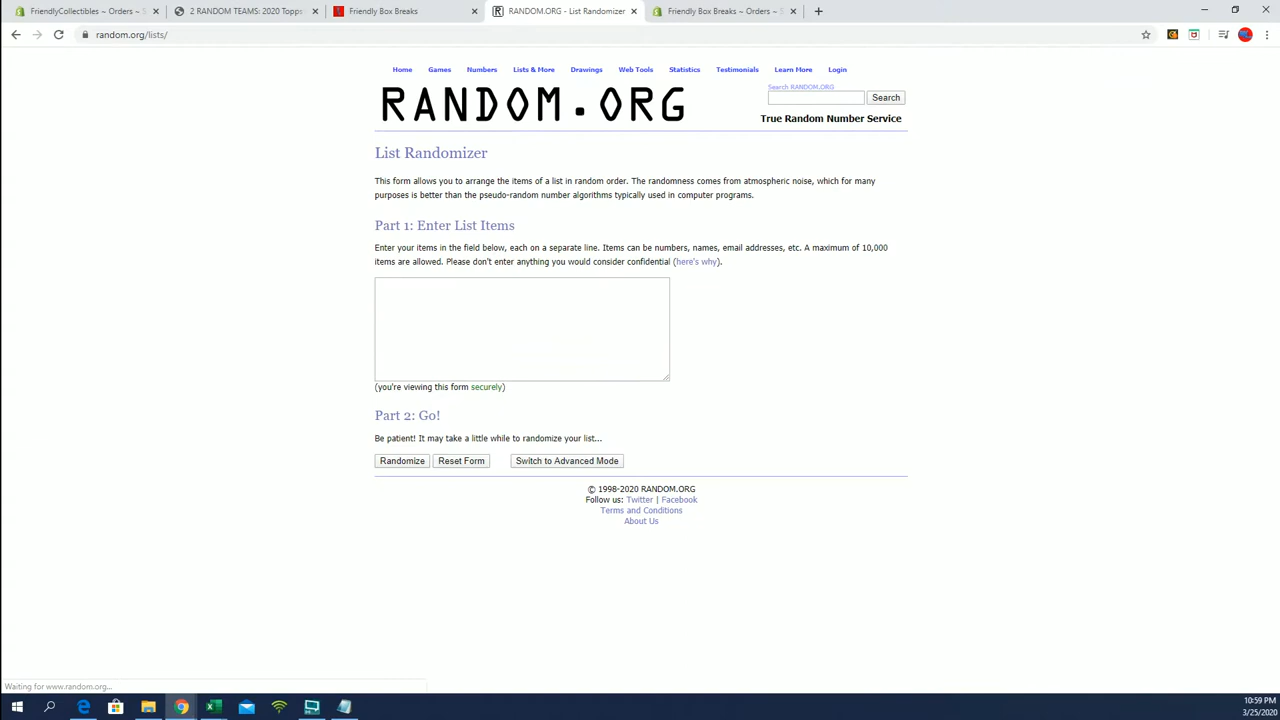 FriendlyCollectibles ~ Orders ~ S
2 RANDOM TEAMS: 2020 Topps
Friendly Box Breaks
RANDOM.ORG - List Randomizer
Friendly Box Breaks ~ Orders ~ S
random.org/lists/
Home Games Numbers Lists & More Drawings Web Tools Statistics Testimonials Learn More Login
RANDOM.ORG
Search RANDOM.ORG
Search
True Random Number Service
List Randomizer
This form allows you to arrange the items of a list in random order. The randomness comes from atmospheric noise, which for many
purposes is better than the pseudo-random number algorithms typically used in computer programs.
Part 1: Enter List Items
Enter your items in the field below, each on a separate line. Items can be numbers, names, email addresses, etc. A maximum of 10,000
items are allowed. Please don't enter anything you would consider confidential (here's why).
(you're viewing this form securely)
Part 2: Go!
Be patient! It may take a little while to randomize your list...
Randomize Reset Form Switch to Advanced Mode
© 1998-2020 RANDOM.ORG
Follow us: Twitter | Facebook
Terms and Conditions
About Us
Waiting for www.random.org...
10:59 PM
3/25/2020